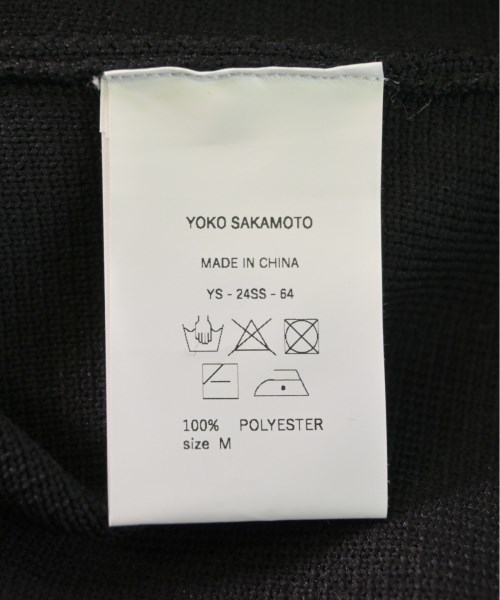 YOKO SAKAMOTO
MADE IN CHINA
YS - 24SS - 64
100% POLYESTER
size M